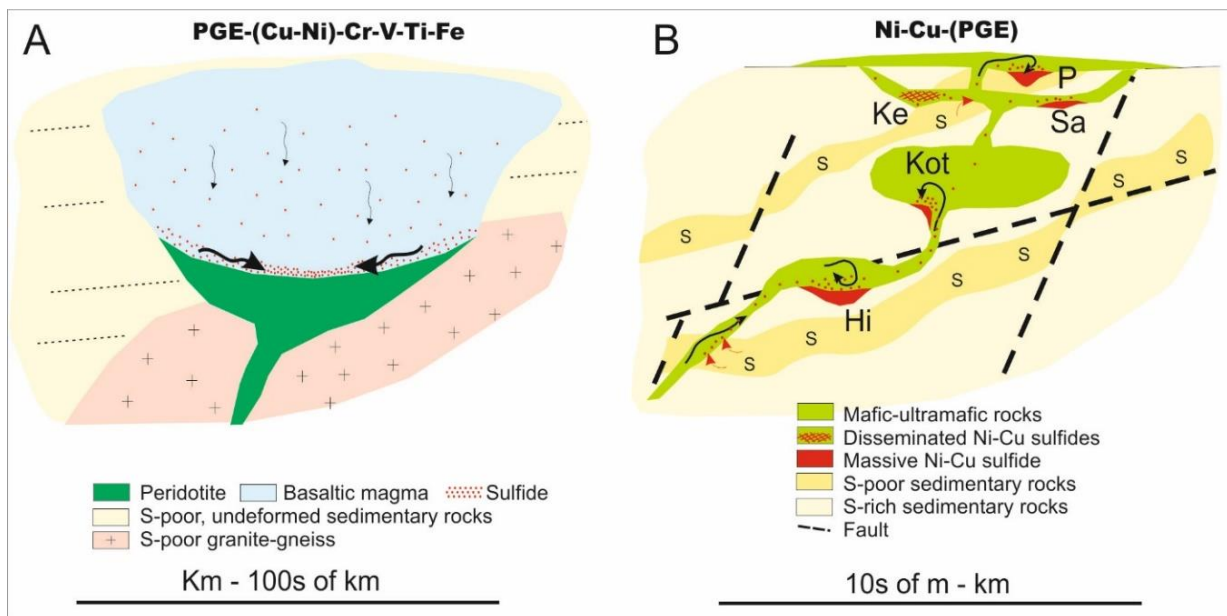 A
PGE-(Cu-Ni)-Cr-V-Ti-Fe
Peridotite
Basaltic magma
Sulfide
S-poor, undeformed sedimentary rocks
S-poor granite-gneiss
Km - 100s of km
B
Ni-Cu-(PGE)
P
Ke
S
Sa
Kot
S
S
S
S
S
Hi
S
S
Mafic-ultramafic rocks
Disseminated Ni-Cu sulfides
Massive Ni-Cu sulfide
S-poor sedimentary rocks
S-rich sedimentary rocks
Fault
10s of m - km